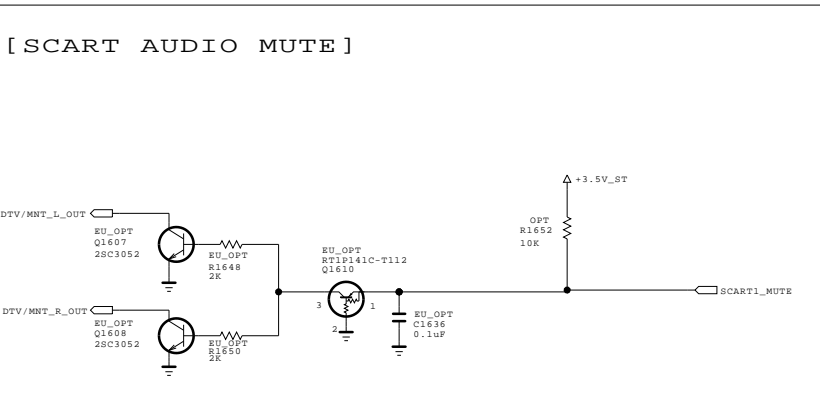 [SCART AUDIO MUTE]
+3.5V_ST
DTV/MNT_L_OUT
EU_OPT
Q1607
2SC3052
EU_OPT
R1648
2K
EU_OPT
RT1P141C-T112
Q1610
3
1
2
OPT
R1652
10K
SCART1_MUTE
EU_OPT
C1636
0.1uF
DTV/MNT_R_OUT
EU_OPT
Q1608
2SC3052
EU_OPT
R1650
2K